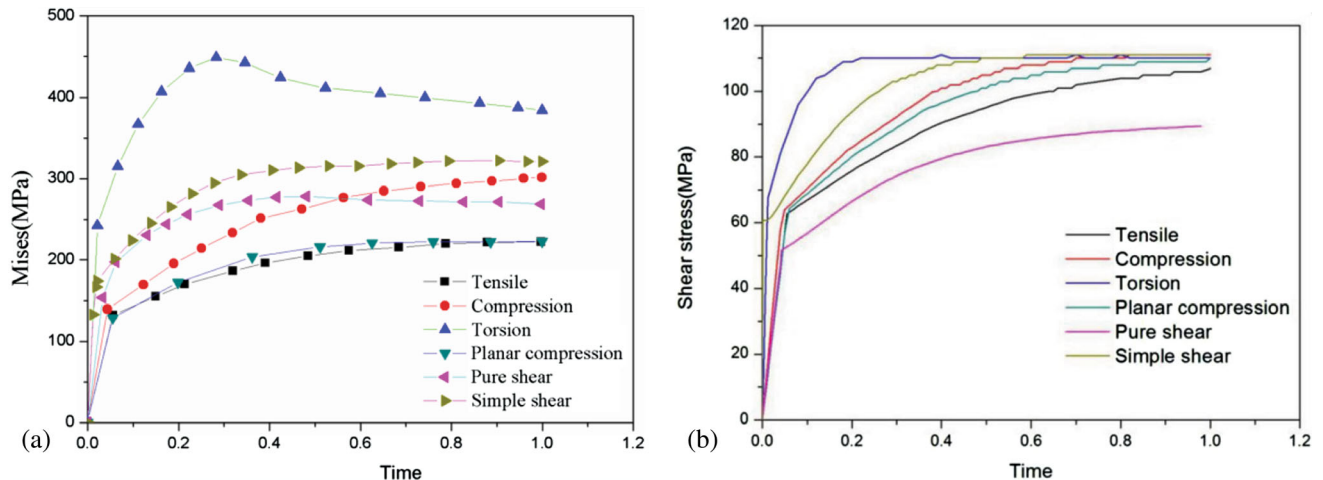 500
400
300
200
100
0
Mises(MPa)
Tensile
Compression
Torsion
Planar compression
Pure shear
Simple shear
0.0 0.2 0.4 0.6 0.8 1.0 1.2
Time
(a)
120
100
80
60
40
20
0
Shear stress(MPa)
Tensile
Compression
Torsion
Planar compression
Pure shear
Simple shear
0.0 0.2 0.4 0.6 0.8 1.0 1.2
Time
(b)